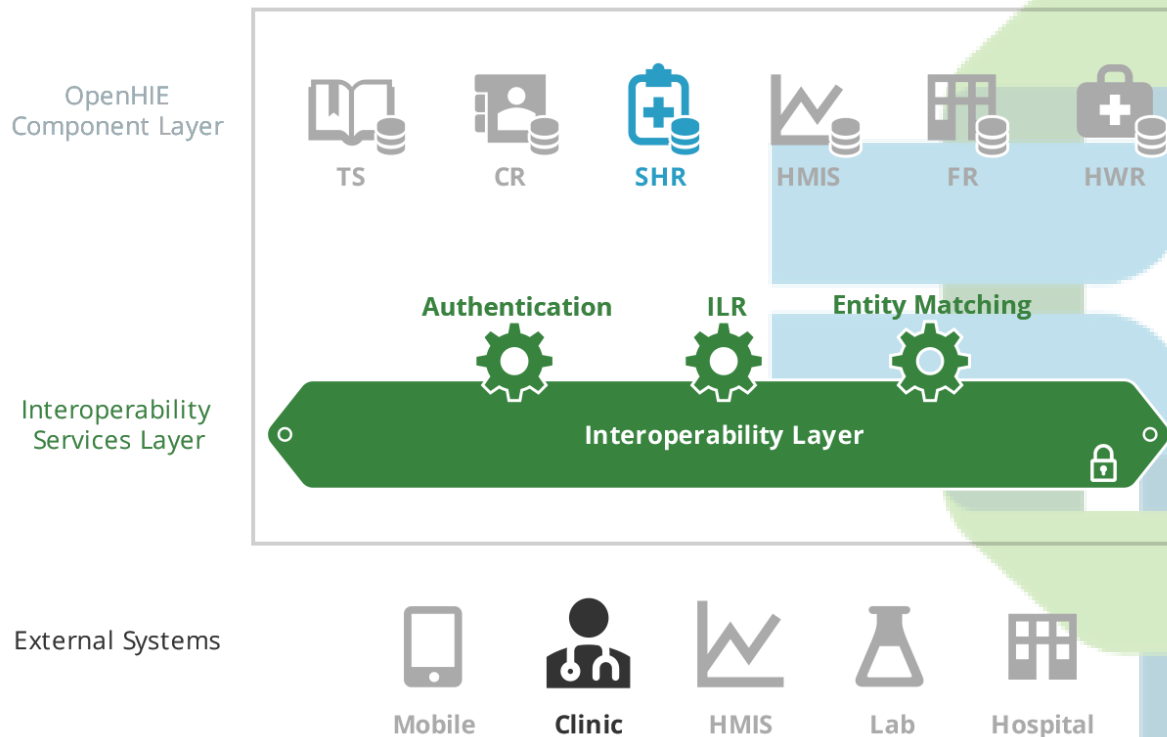 OpenHIE
Component Layer
TS
CR
SHR
HMIS
FR
HWR
Authentication
ILR
Entity Matching
Interoperability
Services Layer
Interoperability Layer
External Systems
Mobile
Clinic
HMIS
Lab
Hospital